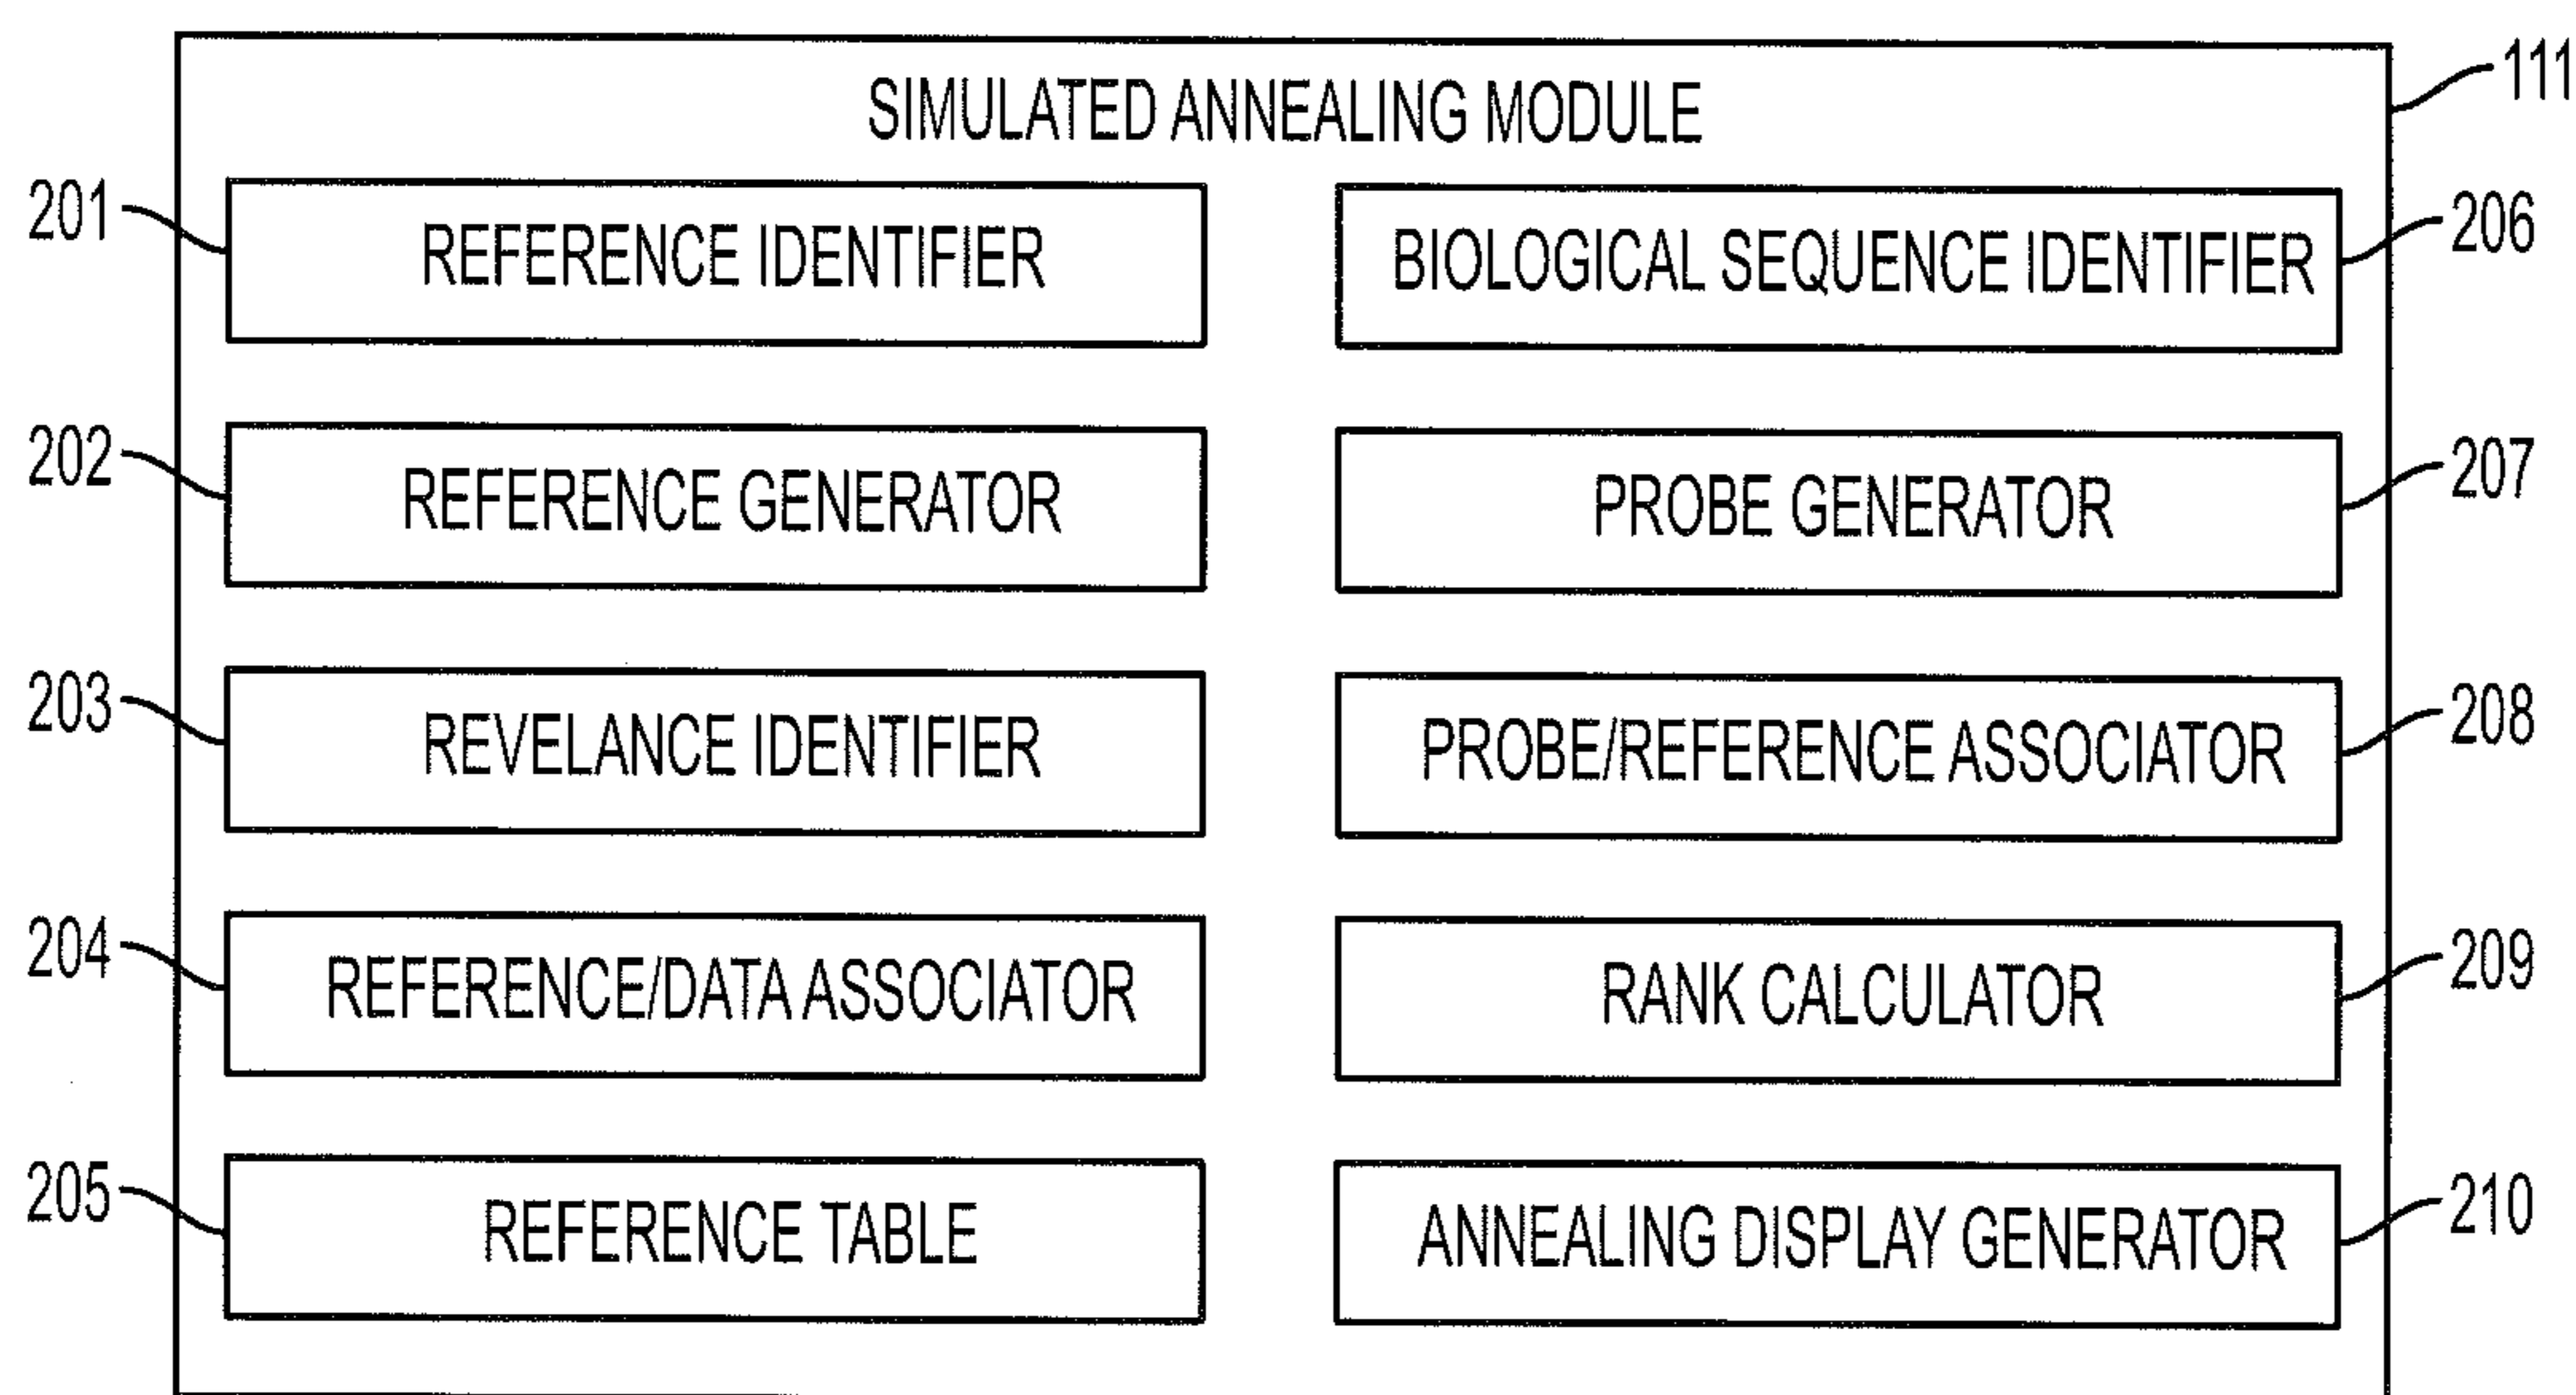 SIMULATED ANNEALING MODULE
111
201
REFERENCE IDENTIFIER
BIOLOGICAL SEQUENCE IDENTIFIER
206
202
REFERENCE GENERATOR
PROBE GENERATOR
207
203
REVELANCE IDENTIFIER
PROBE/REFERENCE ASSOCIATOR
208
204
REFERENCE/DATA ASSOCIATOR
RANK CALCULATOR
209
205
REFERENCE TABLE
ANNEALING DISPLAY GENERATOR
210